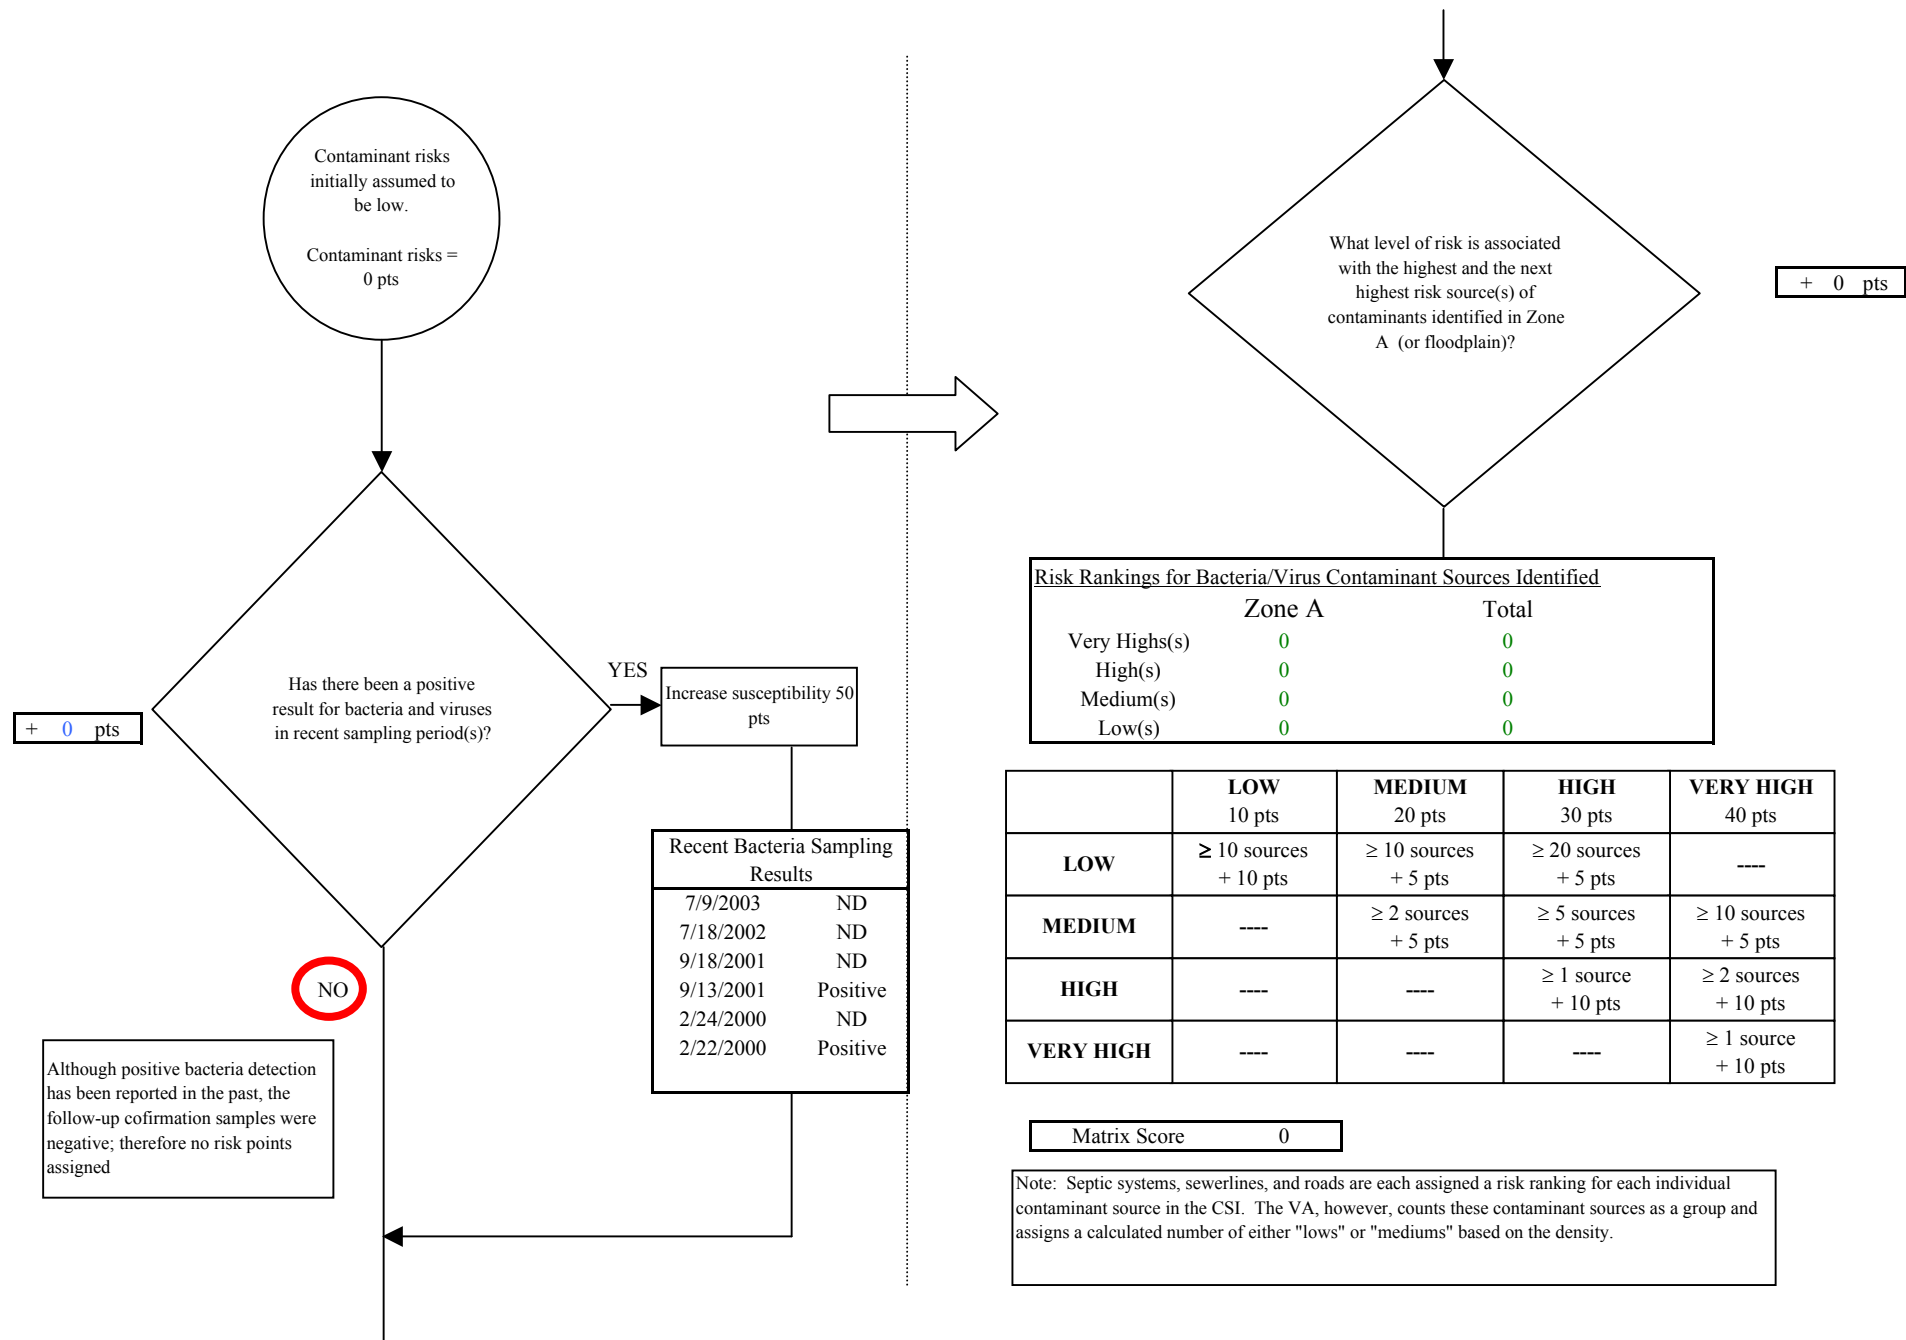 Contaminant risks
initially assumed to
be low.
Contaminant risks =
0 pts
Has there been a positive
result for bacteria and viruses
in recent sampling period(s)?
+ 0 pts
YES
Increase susceptibility 50
pts
Recent Bacteria Sampling
Results
7/9/2003 ND
7/18/2002 ND
9/18/2001 ND
9/13/2001 Positive
2/24/2000 ND
2/22/2000 Positive
NO
Although positive bacteria detection
has been reported in the past, the
follow-up cofirmation samples were
negative; therefore no risk points
assigned
What level of risk is associated
with the highest and the next
highest risk source(s) of
contaminants identified in Zone
A (or floodplain)?
+ 0 pts
Risk Rankings for Bacteria/Virus Contaminant Sources Identified
Zone A Total
Very Highs(s) 0 0
High(s) 0 0
Medium(s) 0 0
Low(s) 0 0
LOW MEDIUM HIGH VERY HIGH
10 pts 20 pts 30 pts 40 pts
LOW ≥ 10 sources ≥ 10 sources ≥ 20 sources ----
+ 10 pts + 5 pts + 5 pts
MEDIUM ---- ≥ 2 sources ≥ 5 sources ≥ 10 sources
+ 5 pts + 5 pts + 5 pts
HIGH ---- ---- ≥ 1 source ≥ 2 sources
+ 10 pts + 10 pts
VERY HIGH ---- ---- ---- ≥ 1 source
+ 10 pts
Matrix Score 0
Note: Septic systems, sewerlines, and roads are each assigned a risk ranking for each individual
contaminant source in the CSI. The VA, however, counts these contaminant sources as a group and
assigns a calculated number of either "lows" or "mediums" based on the density.